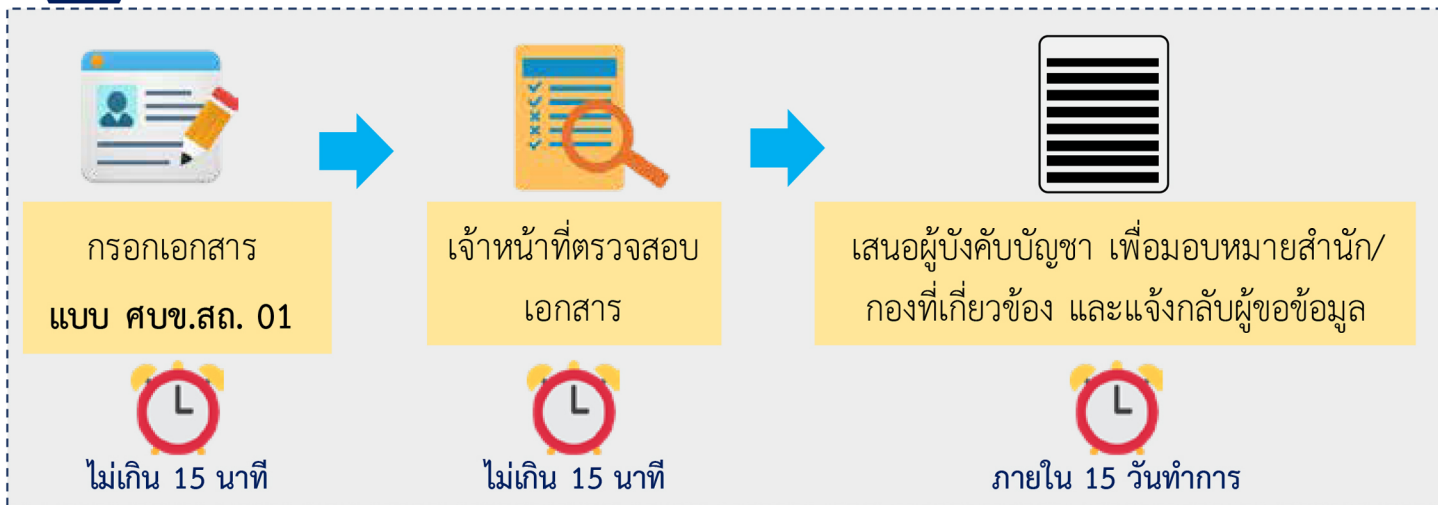 กรอกเอกสาร
แบบ ศบข.สถ. 01
ไม่เกิน 15 นาที
เจ้าหน้าที่ตรวจสอบ
เอกสาร
ไม่เกิน 15 นาที
เสนอผู้บังคับบัญชา เพื่อมอบหมายสำนัก/
กองที่เกี่ยวข้อง และแจ้งกลับผู้ขอข้อมูล
ภายใน 15 วันทำการ